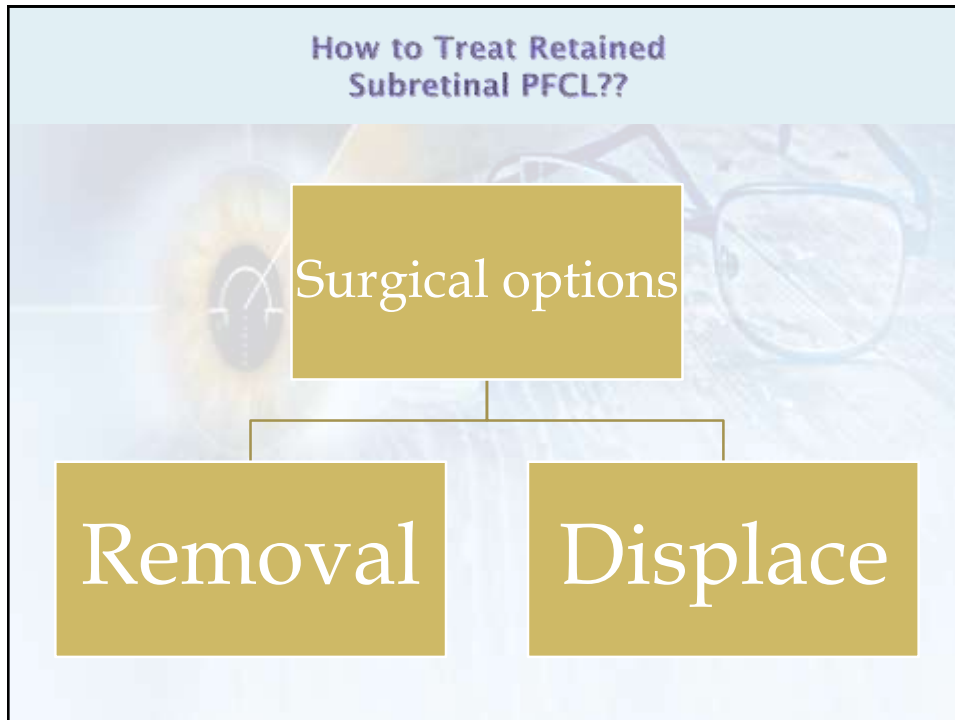 How to Treat Retained
Subretinal PFCL??
Surgical options
Removal
Displace